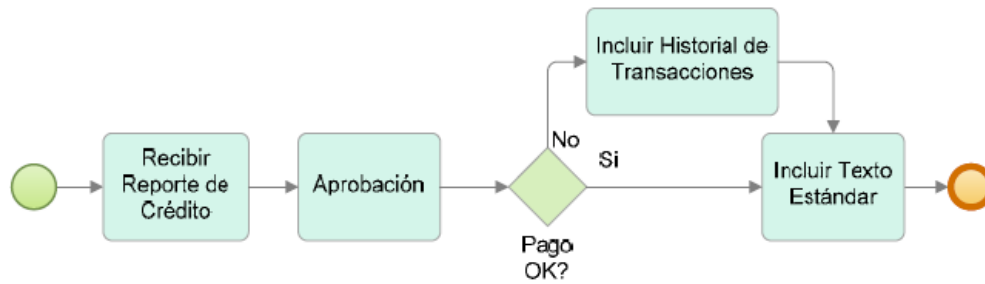 Incluir Historial de
Transacciones
Recibir
Reporte de
Crédito
Aprobación
No
Si
Pago
OK?
Incluir Texto
Estándar